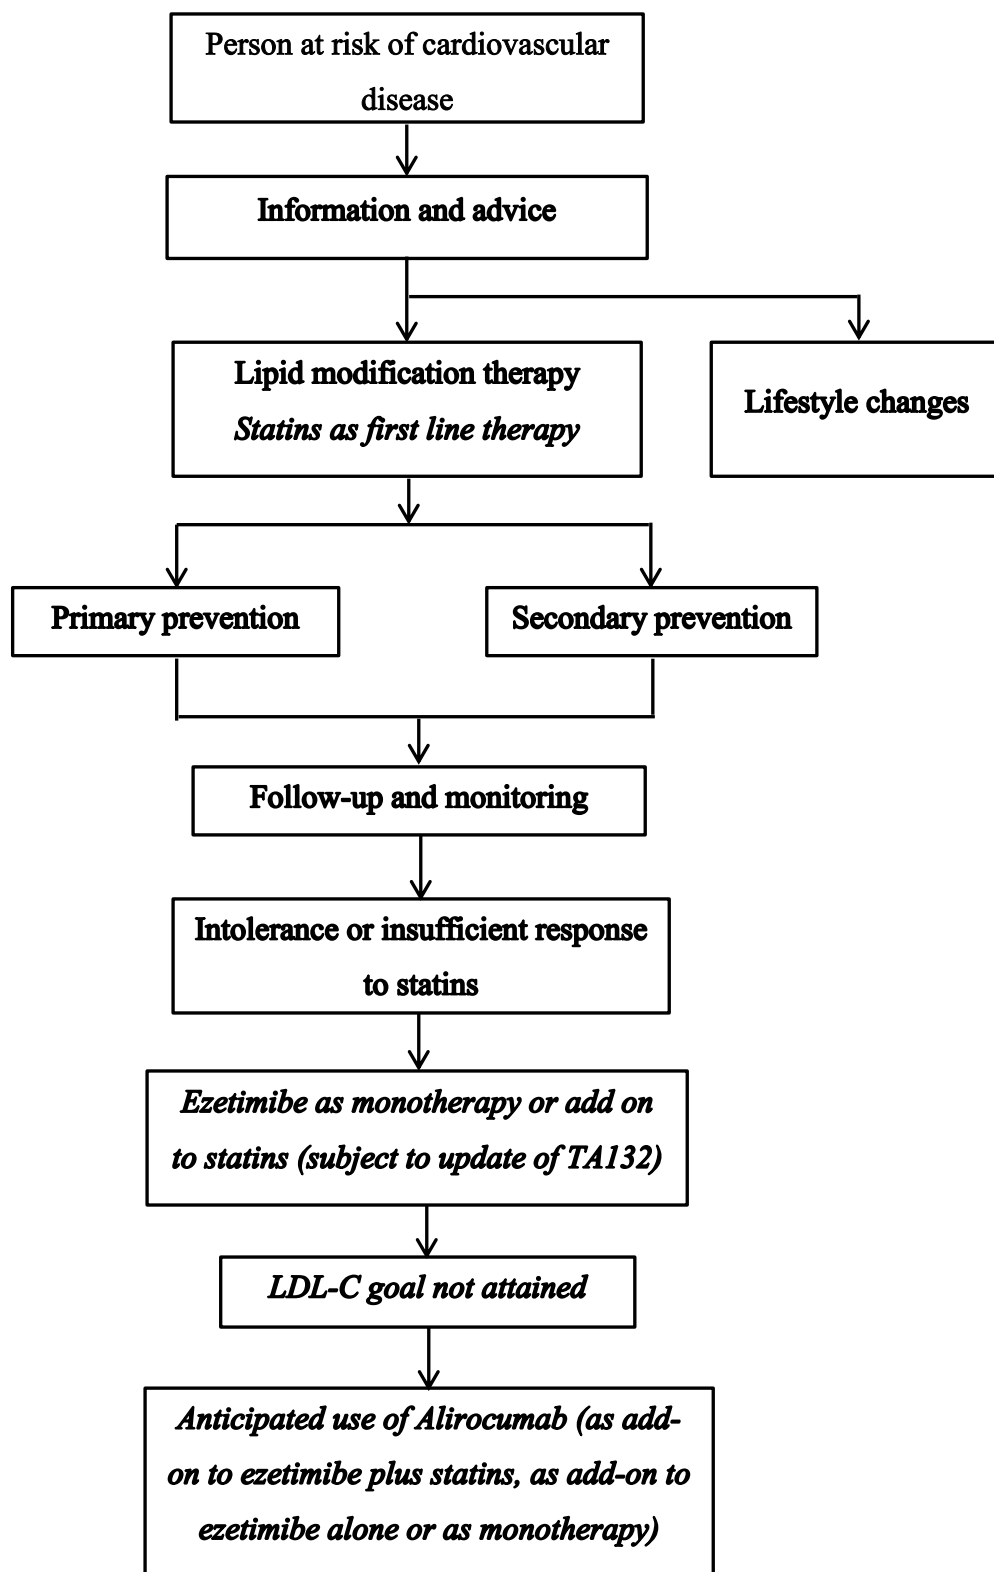 Person at risk of cardiovascular
disease
Information and advice
Lipid modification therapy
Statins as first line therapy
Lifestyle changes
Primary prevention
Secondary prevention
Follow-up and monitoring
Intolerance or insufficient response
to statins
Ezetimibe as monotherapy or add on
to statins (subject to update of TA132)
LDL-C goal not attained
Anticipated use of Alirocumab (as add-
on to ezetimibe plus statins, as add-on to
ezetimibe alone or as monotherapy)